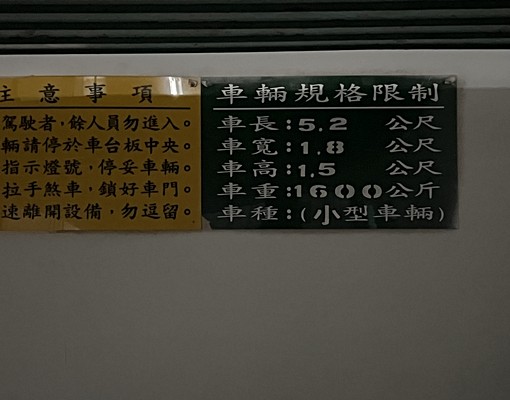 主意事項
駕駛者，餘人員勿進入。
輛請停於車台板中央。
指示燈號，停妥車輛。
拉手煞車，鎖好車門。
速離開設備，勿逗留。
車輛規格限制
車長：5.2 公尺
車寬：1.8 公尺
車高：1.5 公尺
車重：1600公斤
車種：(小型車輛)